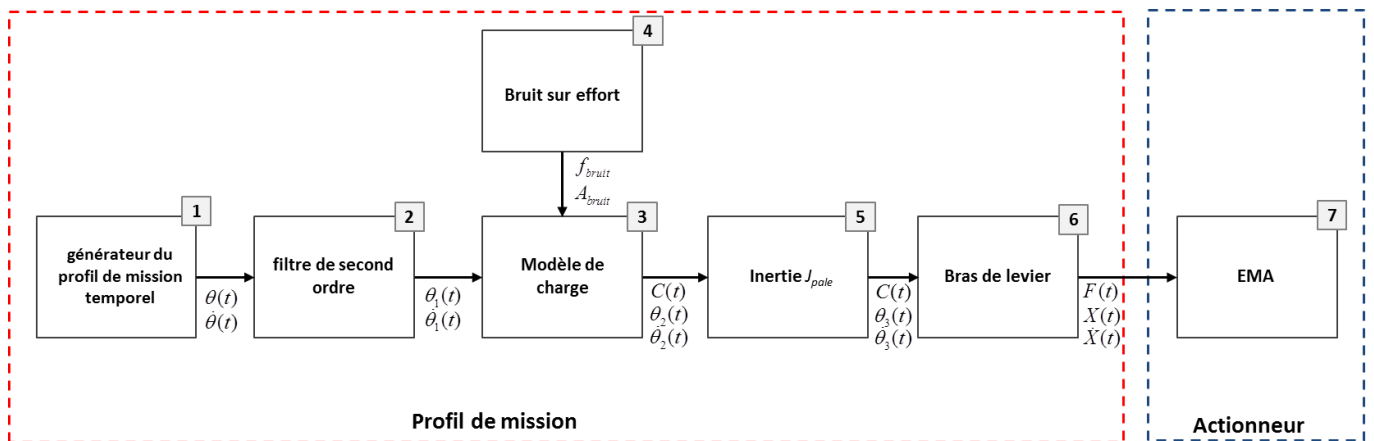 4
Bruit sur effort
f_bruit
A_bruit
1
générateur du
profil de mission
temporel
θ(t)
θ̇(t)
2
filtre de second
ordre
θ₁(t)
θ̇₁(t)
3
Modèle de
charge
C(t)
θ₂(t)
θ̇₂(t)
5
Inertie J_pale
C(t)
θ₃(t)
θ̇₃(t)
6
Bras de levier
F(t)
X(t)
Ẋ(t)
7
EMA
Profil de mission
Actionneur